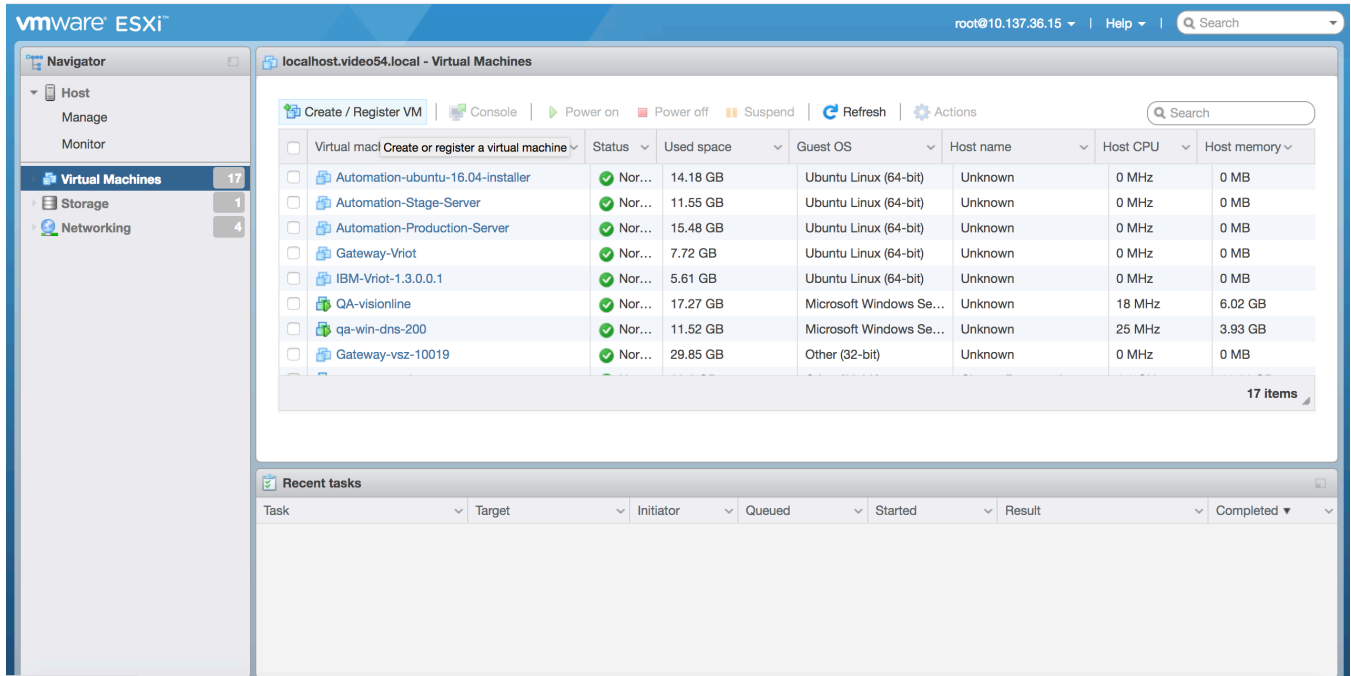 vmware ESXi™
root@10.137.36.15 | Help | Search
Navigator
Host
Manage
Monitor
Virtual Machines 17
Storage 1
Networking 4
localhost.video54.local - Virtual Machines
Create / Register VM | Console | Power on Power off Suspend | Refresh | Actions Search
Virtual mac Create or register a virtual machine Status Used space Guest OS Host name Host CPU Host memory
Automation-ubuntu-16.04-installer Nor... 14.18 GB Ubuntu Linux (64-bit) Unknown 0 MHz 0 MB
Automation-Stage-Server Nor... 11.55 GB Ubuntu Linux (64-bit) Unknown 0 MHz 0 MB
Automation-Production-Server Nor... 15.48 GB Ubuntu Linux (64-bit) Unknown 0 MHz 0 MB
Gateway-Vriot Nor... 7.72 GB Ubuntu Linux (64-bit) Unknown 0 MHz 0 MB
IBM-Vriot-1.3.0.0.1 Nor... 5.61 GB Ubuntu Linux (64-bit) Unknown 0 MHz 0 MB
QA-visionline Nor... 17.27 GB Microsoft Windows Se... Unknown 18 MHz 6.02 GB
qa-win-dns-200 Nor... 11.52 GB Microsoft Windows Se... Unknown 25 MHz 3.93 GB
Gateway-vsz-10019 Nor... 29.85 GB Other (32-bit) Unknown 0 MHz 0 MB
17 items
Recent tasks
Task Target Initiator Queued Started Result Completed ▼